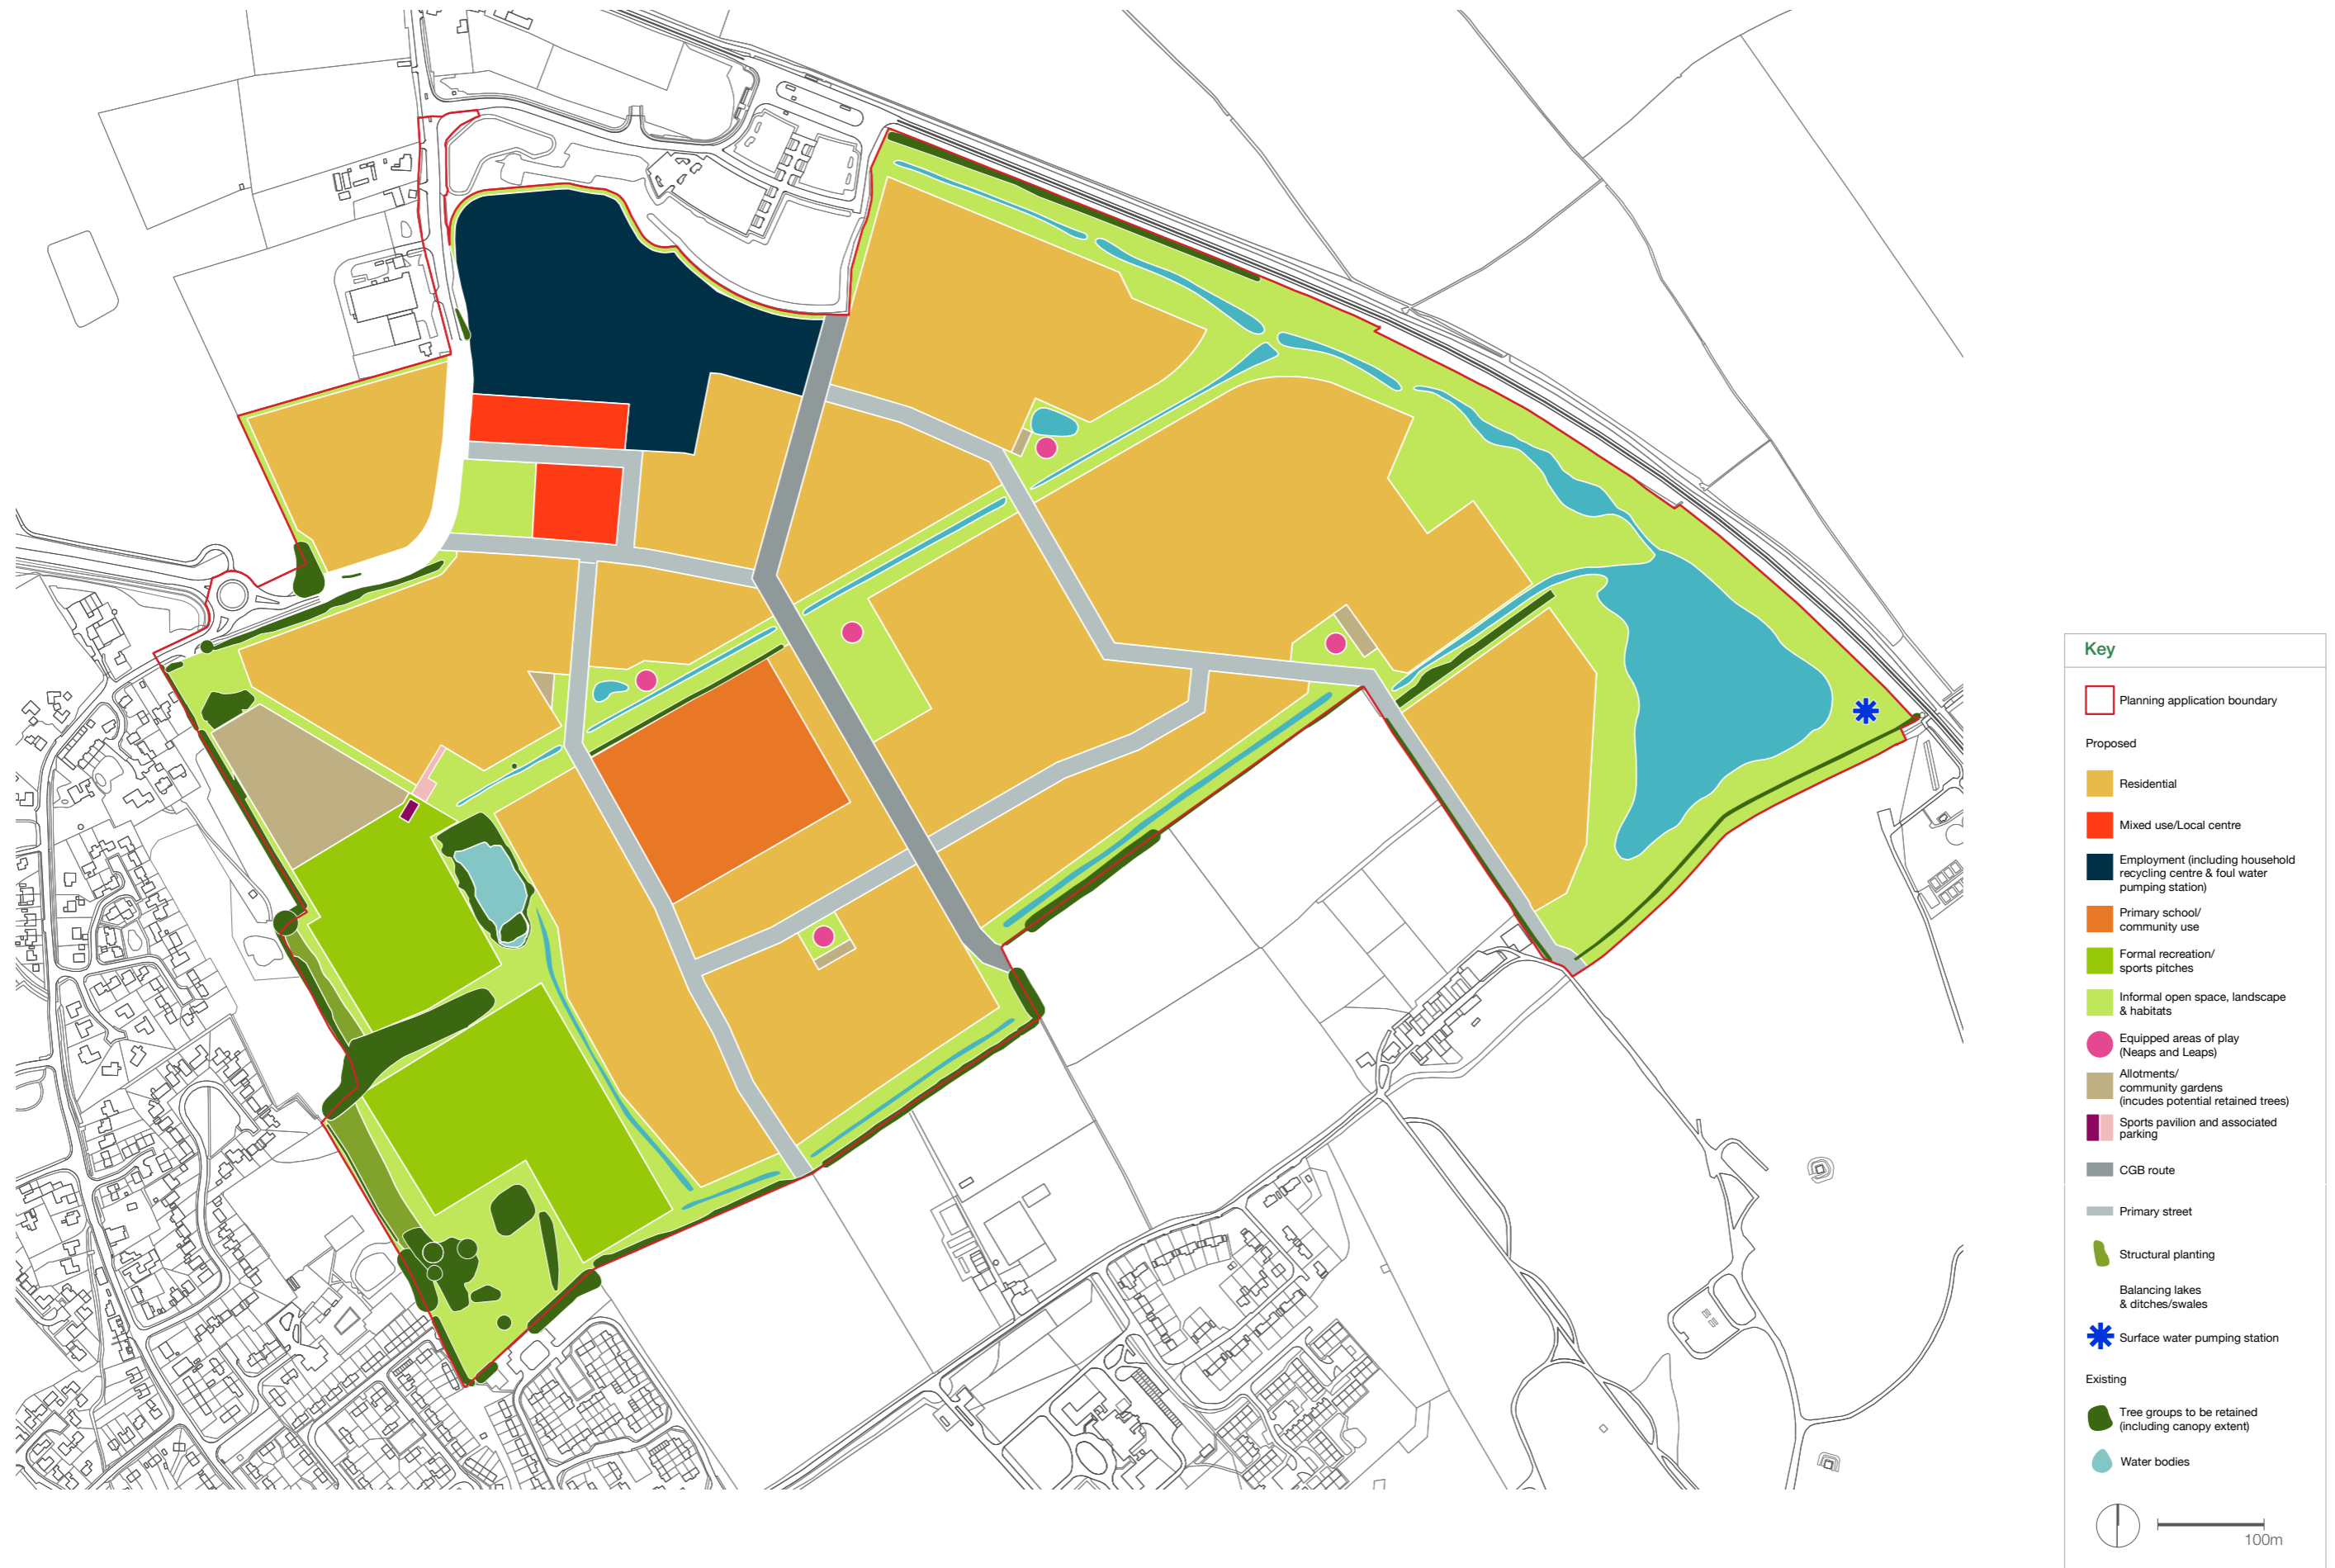 Key
Planning application boundary
Proposed
Residential
Mixed use/Local centre
Employment (including household
recycling centre & foul water
pumping station)
Primary school/
community use
Formal recreation/
sports pitches
Informal open space, landscape
& habitats
Equipped areas of play
(Neaps and Leaps)
Allotments/
community gardens
(incudes potential retained trees)
Sports pavilion and associated
parking
CGB route
Primary street
Structural planting
Balancing lakes
& ditches/swales
Surface water pumping station
Existing
Tree groups to be retained
(including canopy extent)
Water bodies
100m